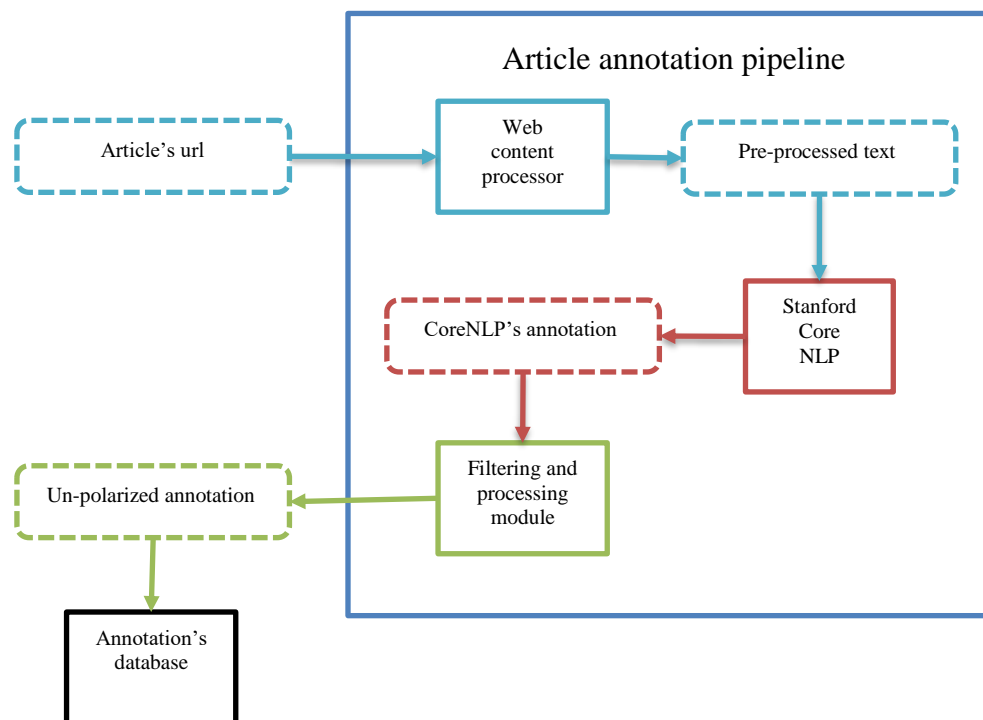 Article annotation pipeline
Article’s url
Web
content
processor
Pre-processed text
Stanford
Core
NLP
CoreNLP’s annotation
Filtering and
processing
module
Un-polarized annotation
Annotation’s
database